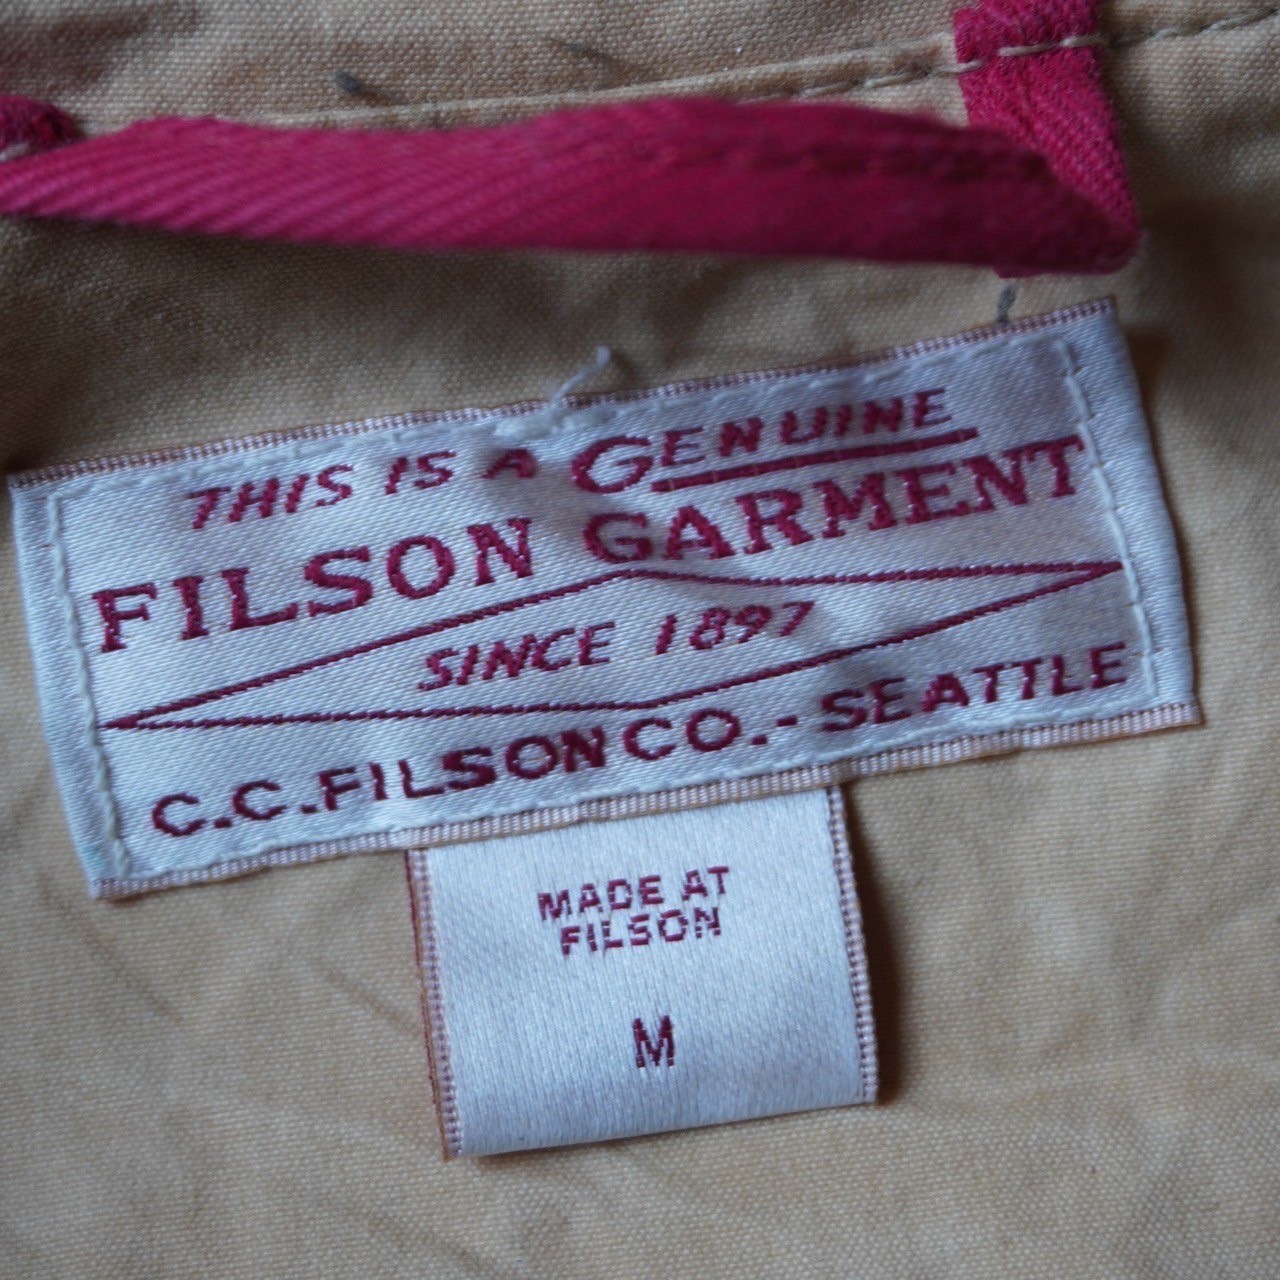 THIS IS A GENUINE
FILSON GARMENT
SINCE 1897
C.C.FILSON CO.-SEATTLE
MADE AT
FILSON
M